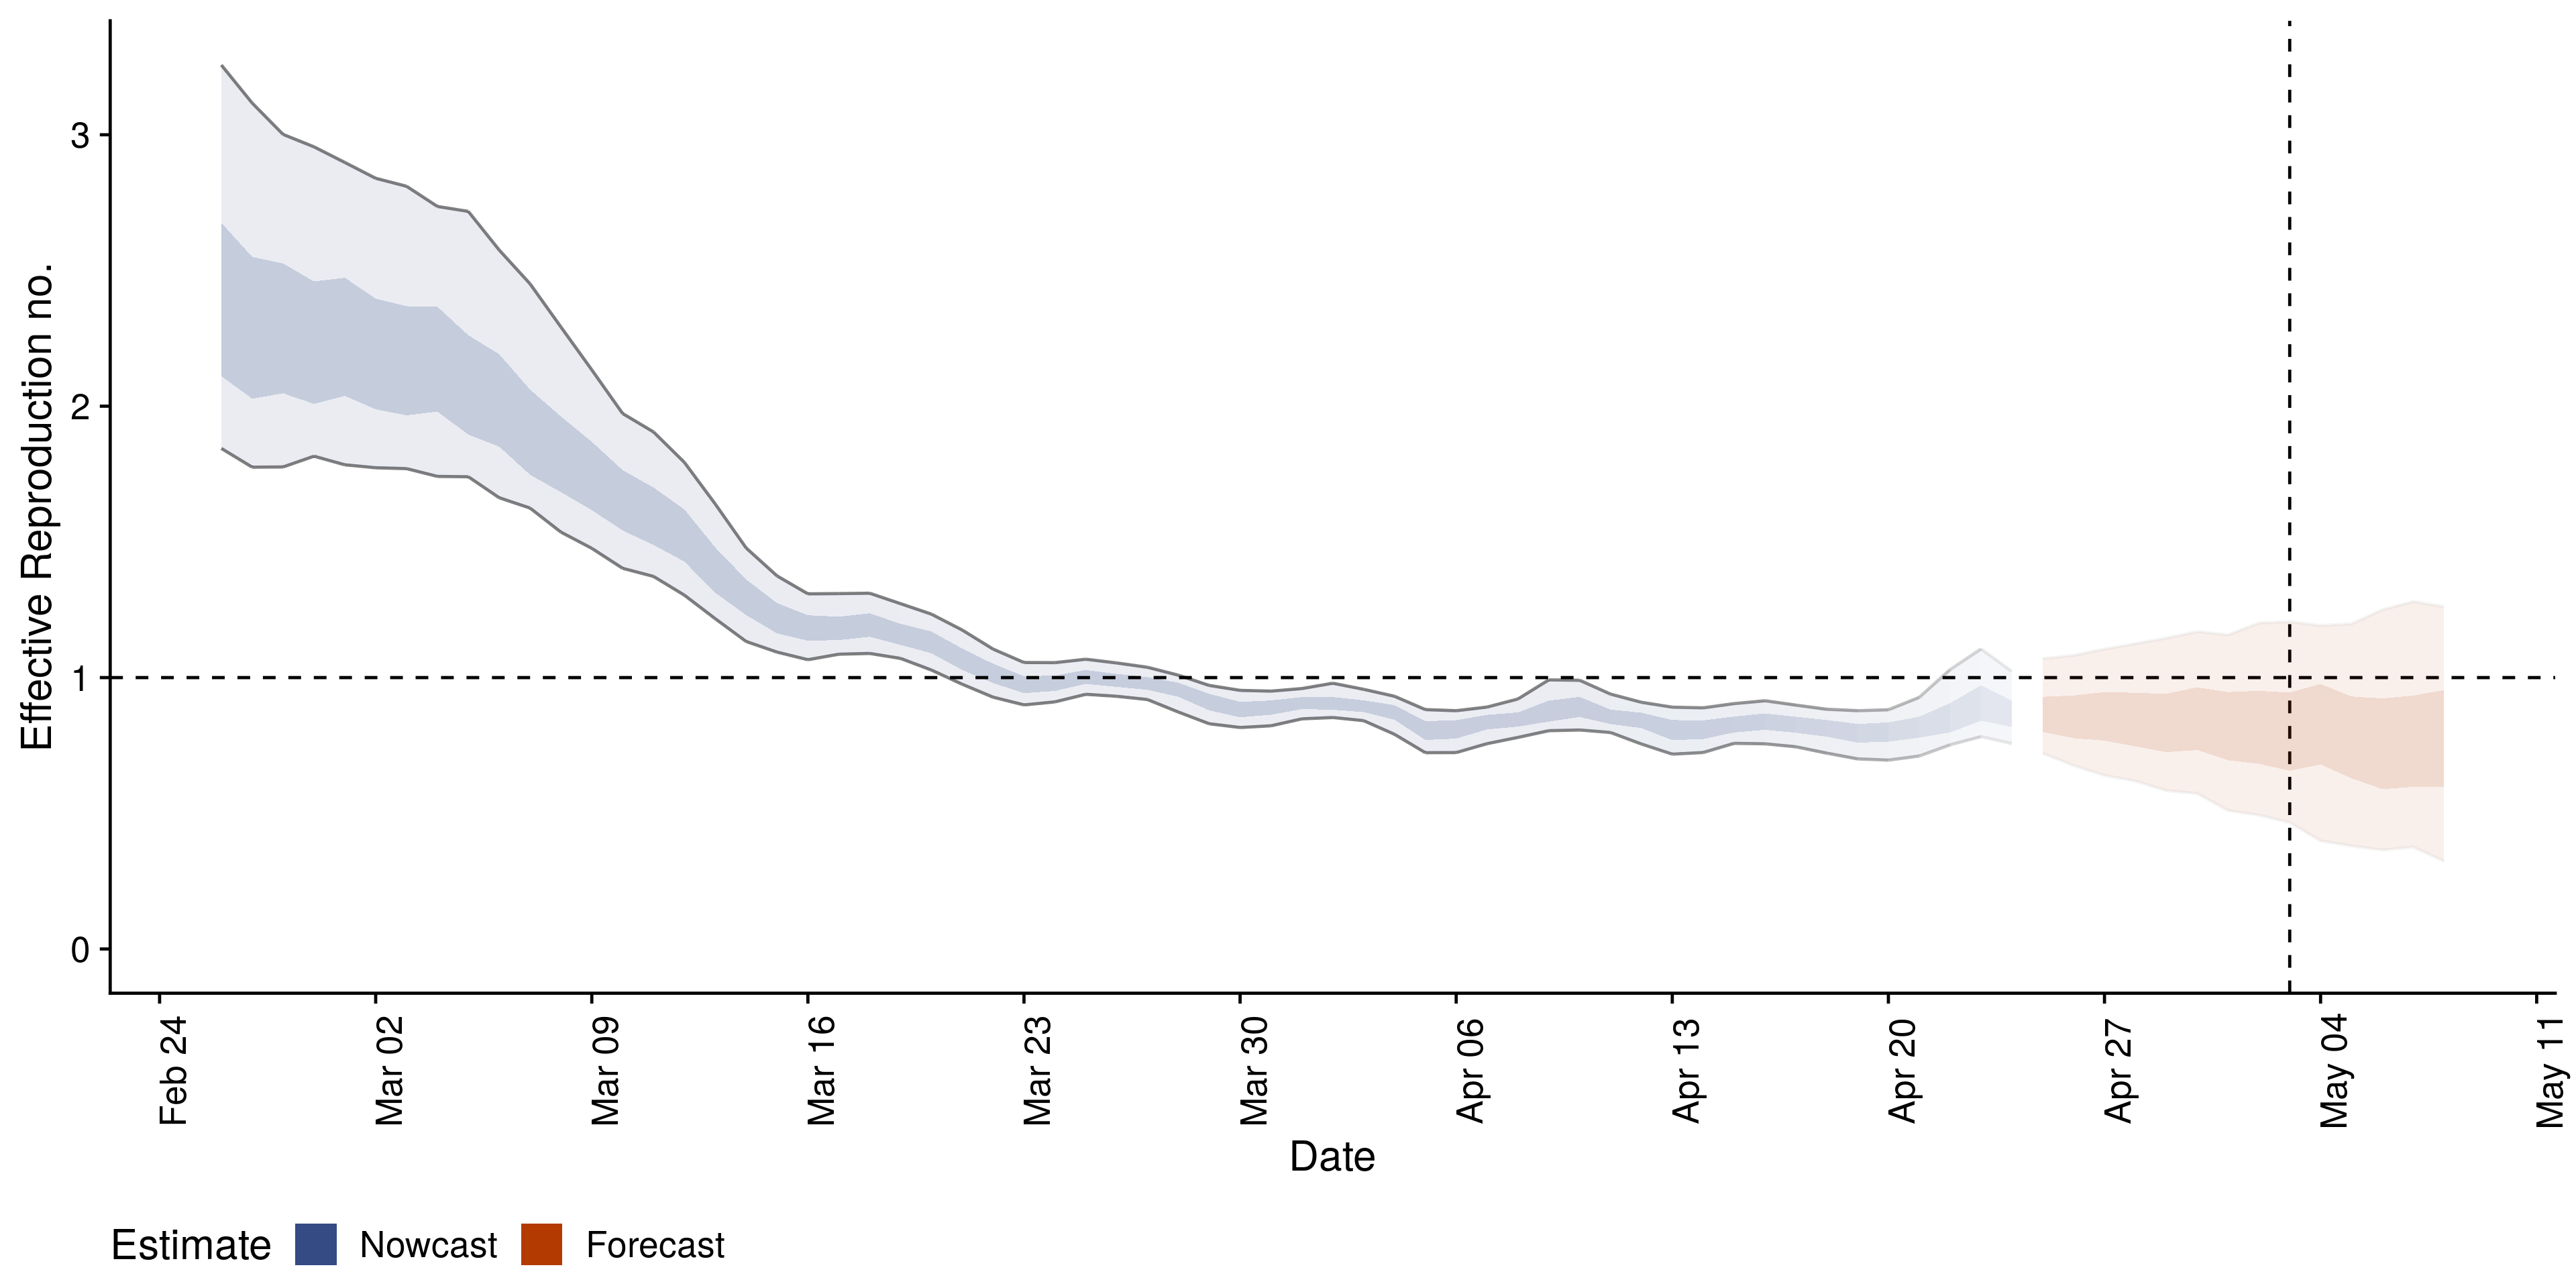 Effective Reproduction no.
3
2
1
0
Feb 24
Mar 02
Mar 09
Mar 16
Mar 23
Mar 30
Apr 06
Apr 13
Apr 20
Apr 27
May 04
May 11
Date
Estimate Nowcast Forecast